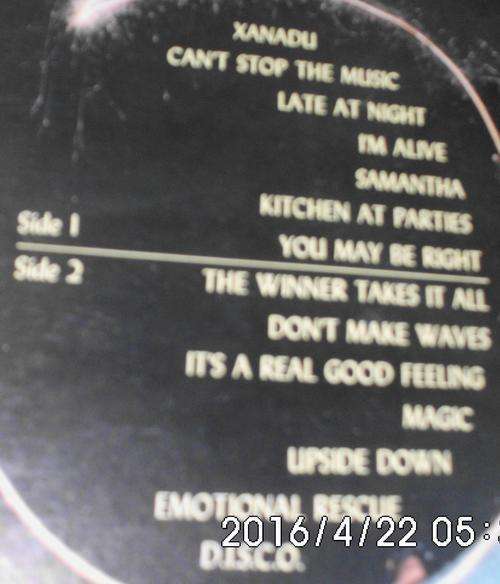 XANADU
CAN'T STOP THE MUSIC
LATE AT NIGHT
I'M ALIVE
SAMANTHA
KITCHEN AT PARTIES
Side 1
YOU MAY BE RIGHT
Side 2
THE WINNER TAKES IT ALL
DON'T MAKE WAVES
IT'S A REAL GOOD FEELING
MAGIC
UPSIDE DOWN
EMOTIONAL RESCUE
2016/4/22 05:
D.I.S.C.O.